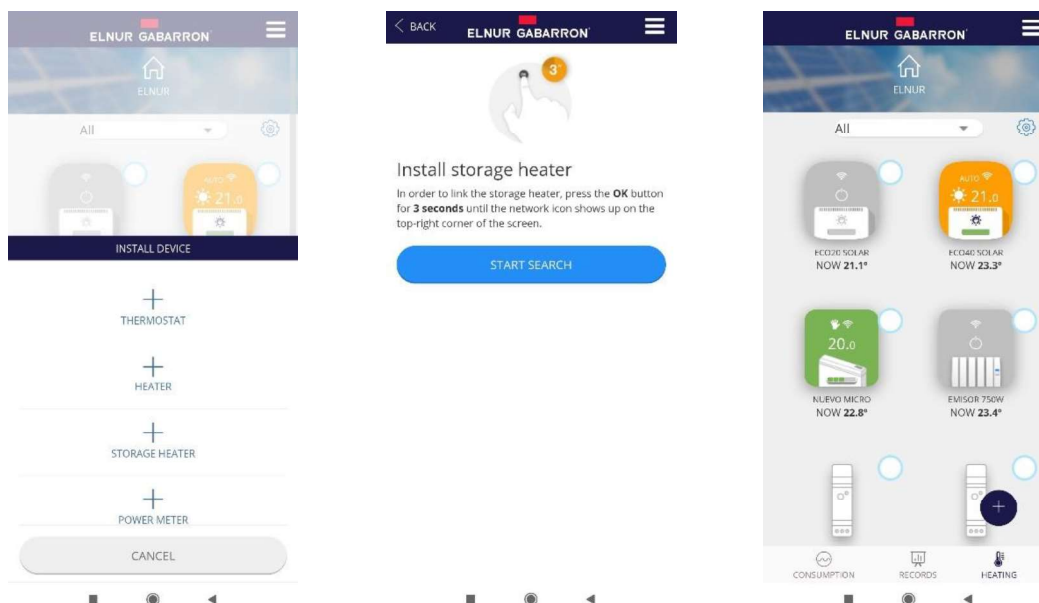 ELNUR GABARRON
ELNUR
All
AUTO
21.0
INSTALL DEVICE
THERMOSTAT
HEATER
STORAGE HEATER
POWER METER
CANCEL
BACK
ELNUR GABARRON
3"
Install storage heater
In order to link the storage heater, press the OK button
for 3 seconds until the network icon shows up on the
top-right corner of the screen.
START SEARCH
ELNUR GABARRON
ELNUR
All
AUTO
21.0
ECO20 SOLAR
NOW 21.1°
ECO40 SOLAR
NOW 23.3°
20.0
NUEVO MICRO
NOW 22.8°
EMISOR 750W
NOW 23.4°
CONSUMPTION
RECORDS
HEATING